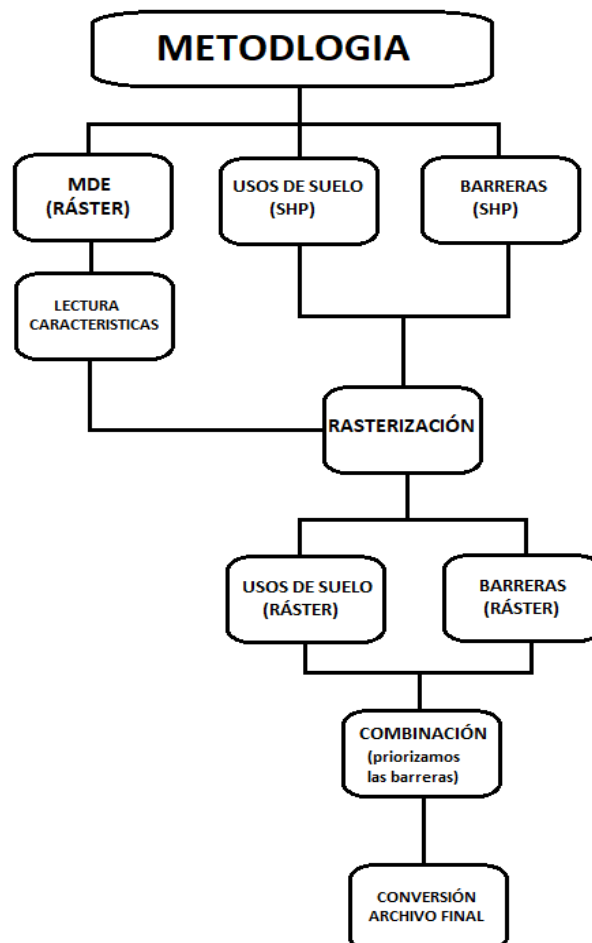 METODLOGIA
MDE
(RÁSTER)
USOS DE SUELO
(SHP)
BARRERAS
(SHP)
LECTURA
CARACTERISTICAS
RASTERIZACIÓN
USOS DE SUELO
(RÁSTER)
BARRERAS
(RÁSTER)
COMBINACIÓN
(priorizamos
las barreras)
CONVERSIÓN
ARCHIVO FINAL